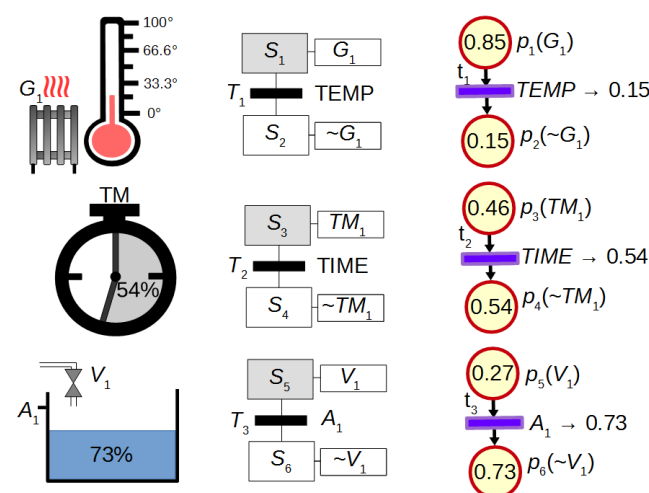 100°
66.6°
33.3°
0°
G₁
S₁ G₁
T₁ TEMP
S₂ ~G₁
0.85 p₁(G₁)
t₁ TEMP → 0.15
0.15 p₂(~G₁)
TM
54%
S₃ TM₁
T₂ TIME
S₄ ~TM₁
0.46 p₃(TM₁)
t₂ TIME → 0.54
0.54 p₄(~TM₁)
V₁
A₁
73%
S₅ V₁
T₃ A₁
S₆ ~V₁
0.27 p₅(V₁)
t₃ A₁ → 0.73
0.73 p₆(~V₁)